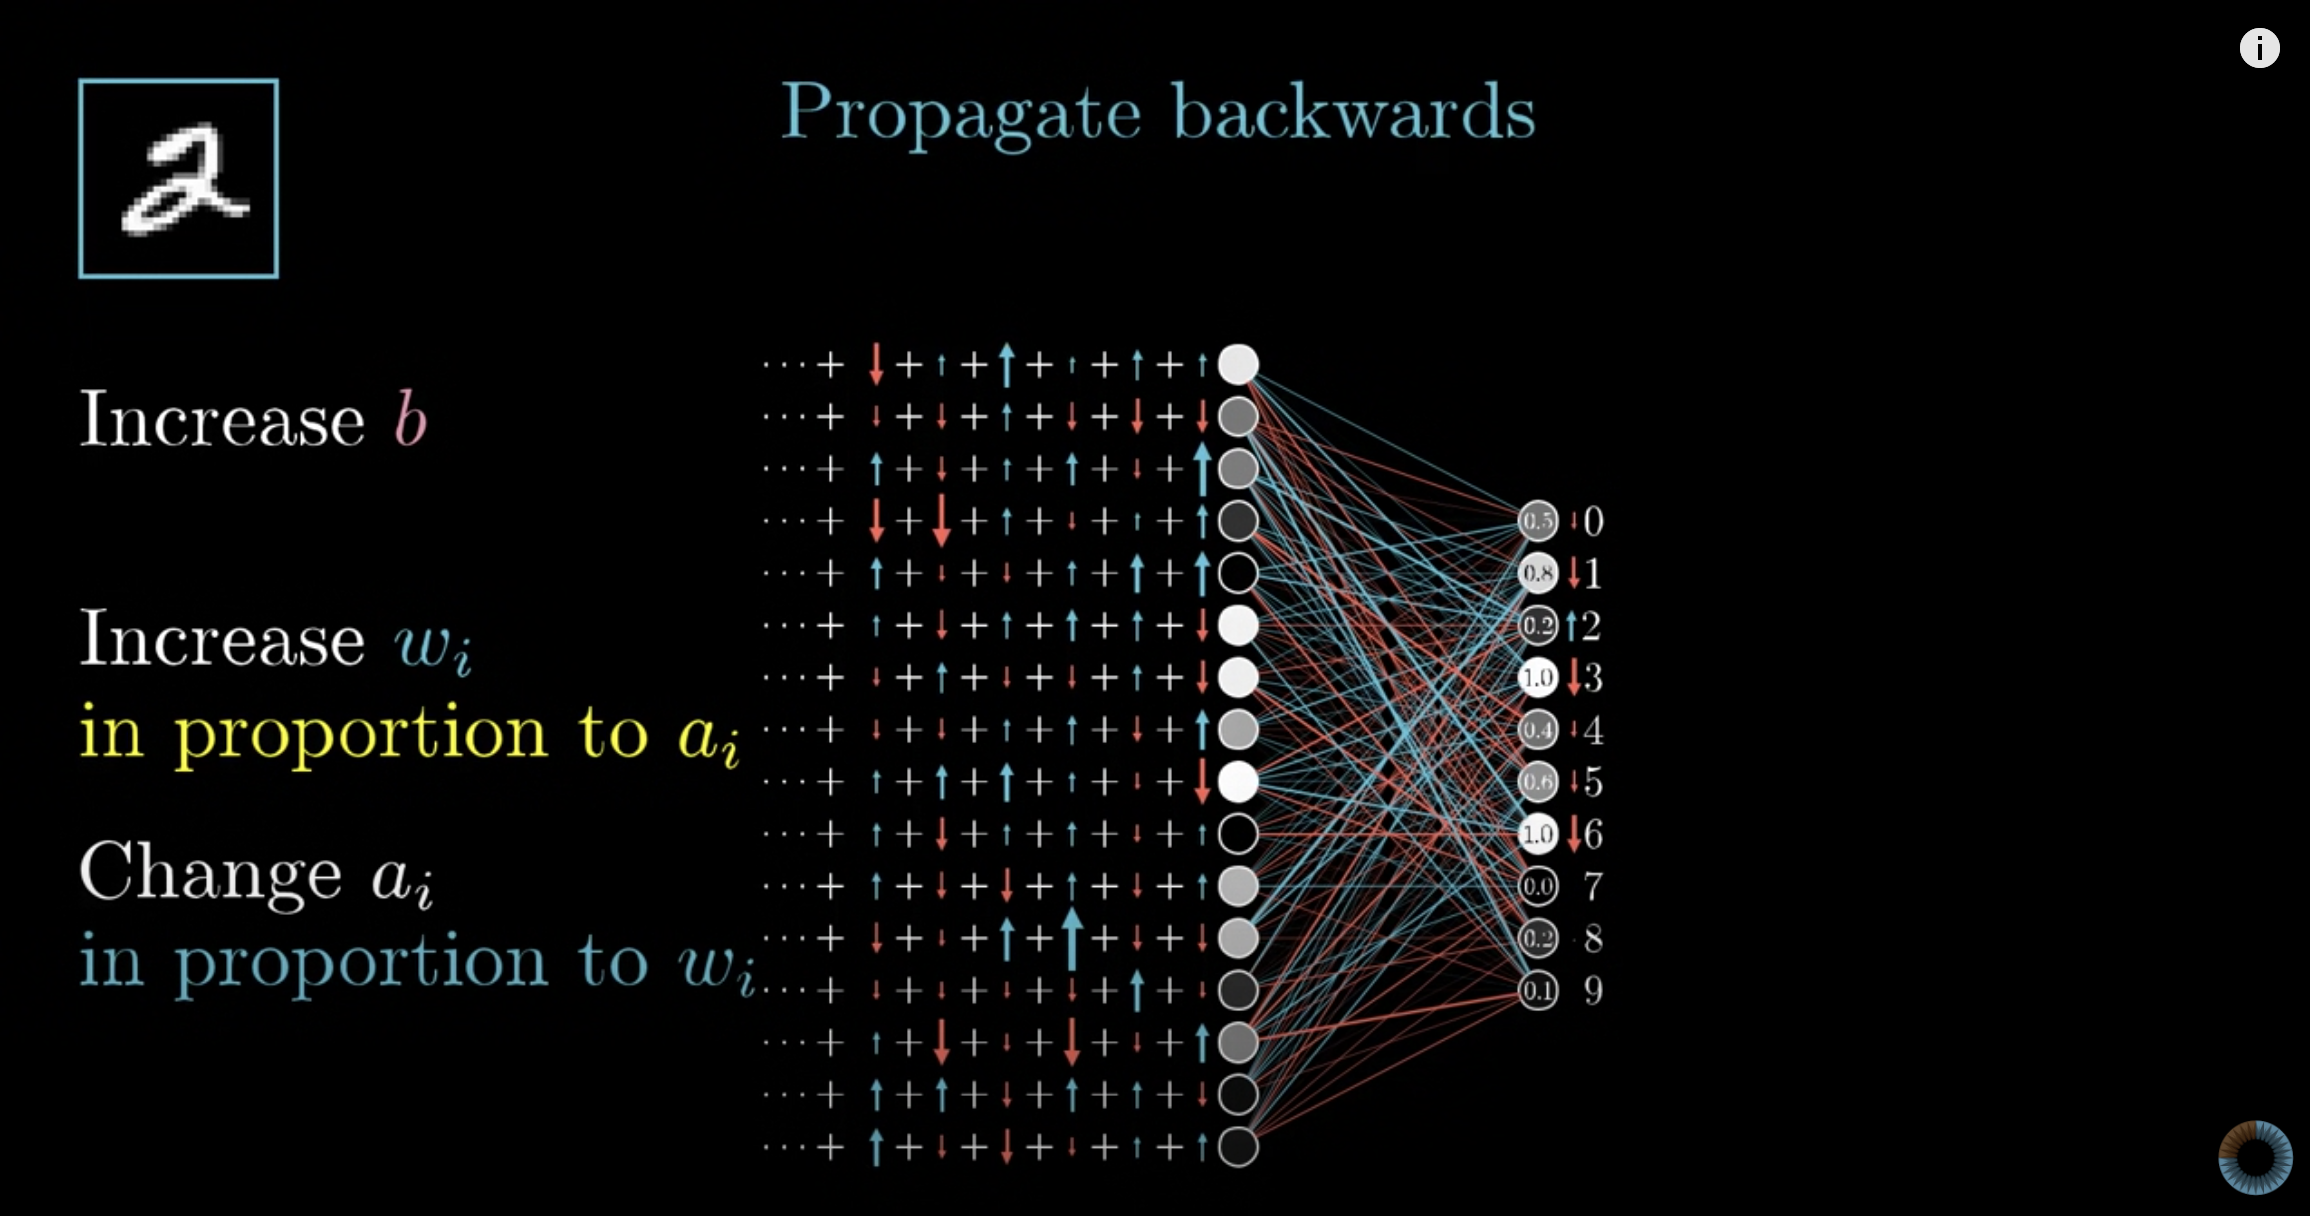 Propagate backwards
2
Increase b
Increase w_i
in proportion to a_i
Change a_i
in proportion to w_i
··· + ↓ + ↑ + ↑ + ↑ + ↑ + ↑
··· + ↓ + ↓ + ↑ + ↓ + ↓ + ↓
··· + ↑ + ↓ + ↑ + ↑ + ↓ + ↑
··· + ↓ + ↓ + ↑ + ↓ + ↑ + ↑
··· + ↑ + ↓ + ↓ + ↑ + ↑ + ↑
··· + ↑ + ↓ + ↑ + ↑ + ↑ + ↓
··· + ↓ + ↑ + ↓ + ↓ + ↑ + ↓
··· + ↓ + ↓ + ↑ + ↑ + ↓ + ↑
··· + ↑ + ↑ + ↑ + ↑ + ↓ + ↓
··· + ↑ + ↓ + ↑ + ↑ + ↓ + ↑
··· + ↑ + ↓ + ↓ + ↑ + ↓ + ↑
··· + ↓ + ↓ + ↑ + ↑ + ↓ + ↓
··· + ↓ + ↓ + ↓ + ↓ + ↑ + ↓
··· + ↑ + ↓ + ↓ + ↓ + ↓ + ↑
··· + ↑ + ↑ + ↓ + ↑ + ↑ + ↓
··· + ↑ + ↓ + ↓ + ↓ + ↑ + ↑
0.5 ↓0
0.8 ↓1
0.2 ↑2
1.0 ↓3
0.4 ↓4
0.6 ↓5
1.0 ↓6
0.0 7
0.2 8
0.1 9
i